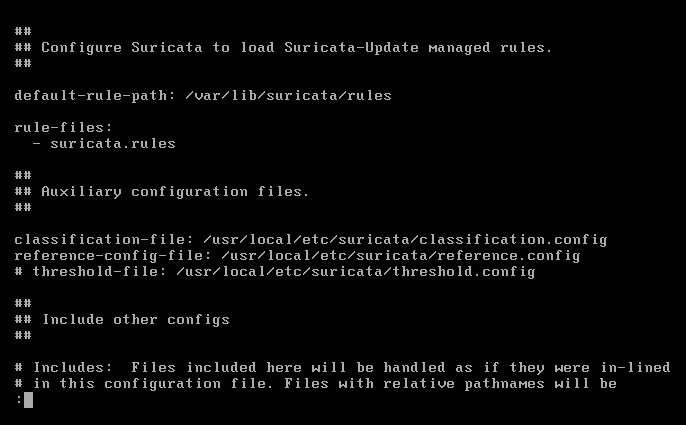 ##
## Configure Suricata to load Suricata-Update managed rules.
##
default-rule-path: /var/lib/suricata/rules
rule-files:
  - suricata.rules
##
## Auxiliary configuration files.
##
classification-file: /usr/local/etc/suricata/classification.config
reference-config-file: /usr/local/etc/suricata/reference.config
# threshold-file: /usr/local/etc/suricata/threshold.config
##
## Include other configs
##
# Includes:  Files included here will be handled as if they were in-lined
# in this configuration file. Files with relative pathnames will be
: